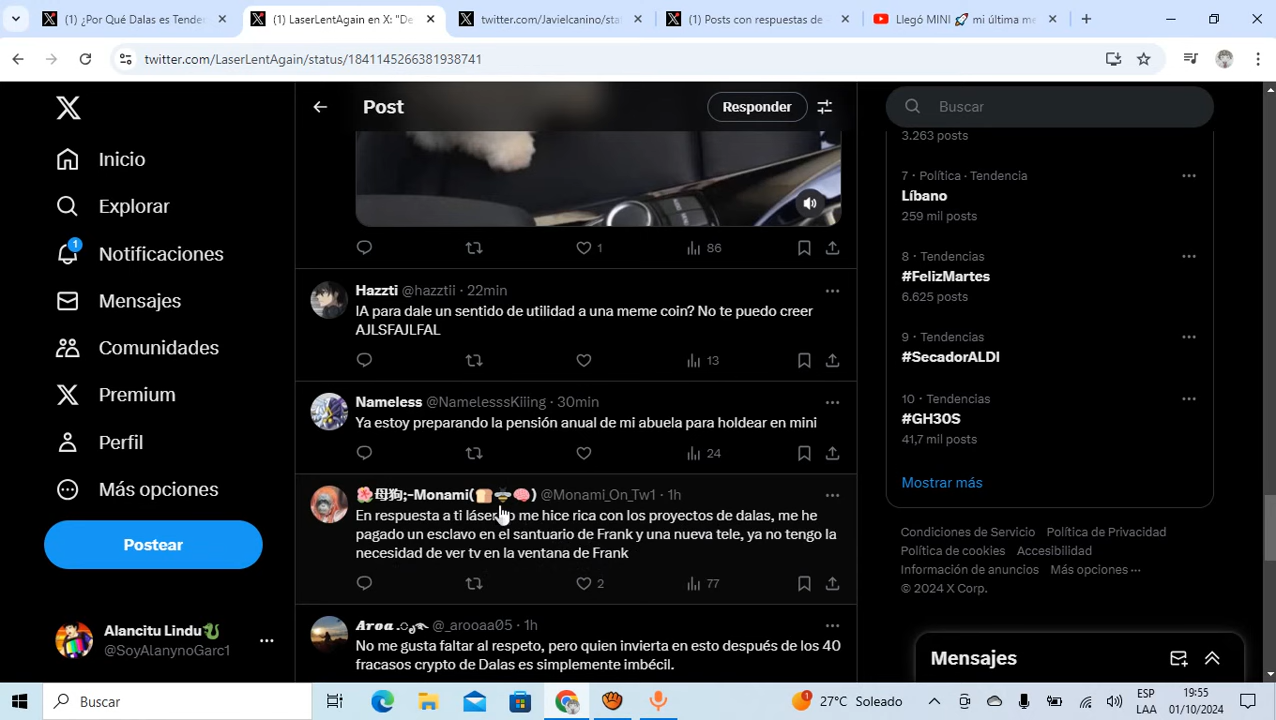 (1) ¿Por Qué Dalas es Tenden
(1) LaserLentAgain en X: "De
twitter.com/Javielcanino/sta
(1) Posts con respuestas de
Llegó MINI 🚀 mi última m
twitter.com/LaserLentAgain/status/1841145266381938741
Inicio
Explorar
1
Notificaciones
Mensajes
Comunidades
Premium
Perfil
Más opciones
Postear
Alancitu Lindu🐉
@SoyAlanynoGarc1
Post
Responder
1
86
Hazzti @hazztii · 22min
IA para dale un sentido de utilidad a una meme coin? No te puedo creer
AJLSFAJLFAL
13
Nameless @NamelesssKiiing · 30min
Ya estoy preparando la pensión anual de mi abuela para holdear en mini
24
🌺母狗;-Monami(🍞🐝🧠) @Monami_On_Tw1 · 1h
En respuesta a ti láser me hice rica con los proyectos de dalas, me he
pagado un esclavo en el santuario de Frank y una nueva tele, ya no tengo la
necesidad de ver tv en la ventana de Frank
2
77
Aroa @_arooaa05 · 1h
No me gusta faltar al respeto, pero quien invierta en esto después de los 40
fracasos crypto de Dalas es simplemente imbécil.
Buscar
3.263 posts
7 · Política · Tendencia
Líbano
259 mil posts
8 · Tendencias
#FelizMartes
6.625 posts
9 · Tendencias
#SecadorALDI
10 · Tendencias
#GH30S
41,7 mil posts
Mostrar más
Condiciones de Servicio Política de Privacidad
Política de cookies Accesibilidad
Información de anuncios Más opciones ···
© 2024 X Corp.
Mensajes
Buscar
1
27°C Soleado
ESP
LAA
19:55
01/10/2024